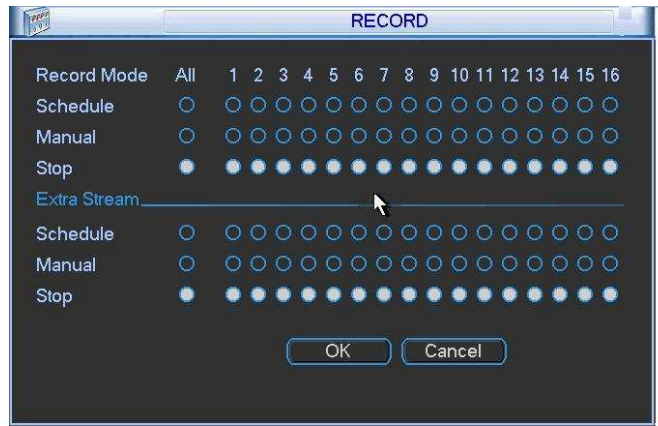 RECORD
Record Mode All 1 2 3 4 5 6 7 8 9 10 11 12 13 14 15 16
Schedule
Manual
Stop
Extra Stream
Schedule
Manual
Stop
OK Cancel